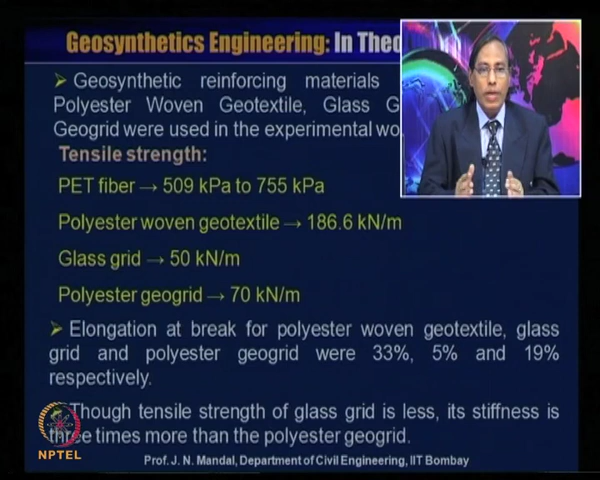 Geosynthetics Engineering: In Theo
➢ Geosynthetic reinforcing materials
Polyester Woven Geotextile, Glass G
Geogrid were used in the experimental wo
Tensile strength:
PET fiber → 509 kPa to 755 kPa
Polyester woven geotextile → 186.6 kN/m
Glass grid → 50 kN/m
Polyester geogrid → 70 kN/m
➢ Elongation at break for polyester woven geotextile, glass
grid and polyester geogrid were 33%, 5% and 19%
respectively.
Though tensile strength of glass grid is less, its stiffness is
three times more than the polyester geogrid.
NPTEL
Prof. J. N. Mandal, Department of Civil Engineering, IIT Bombay